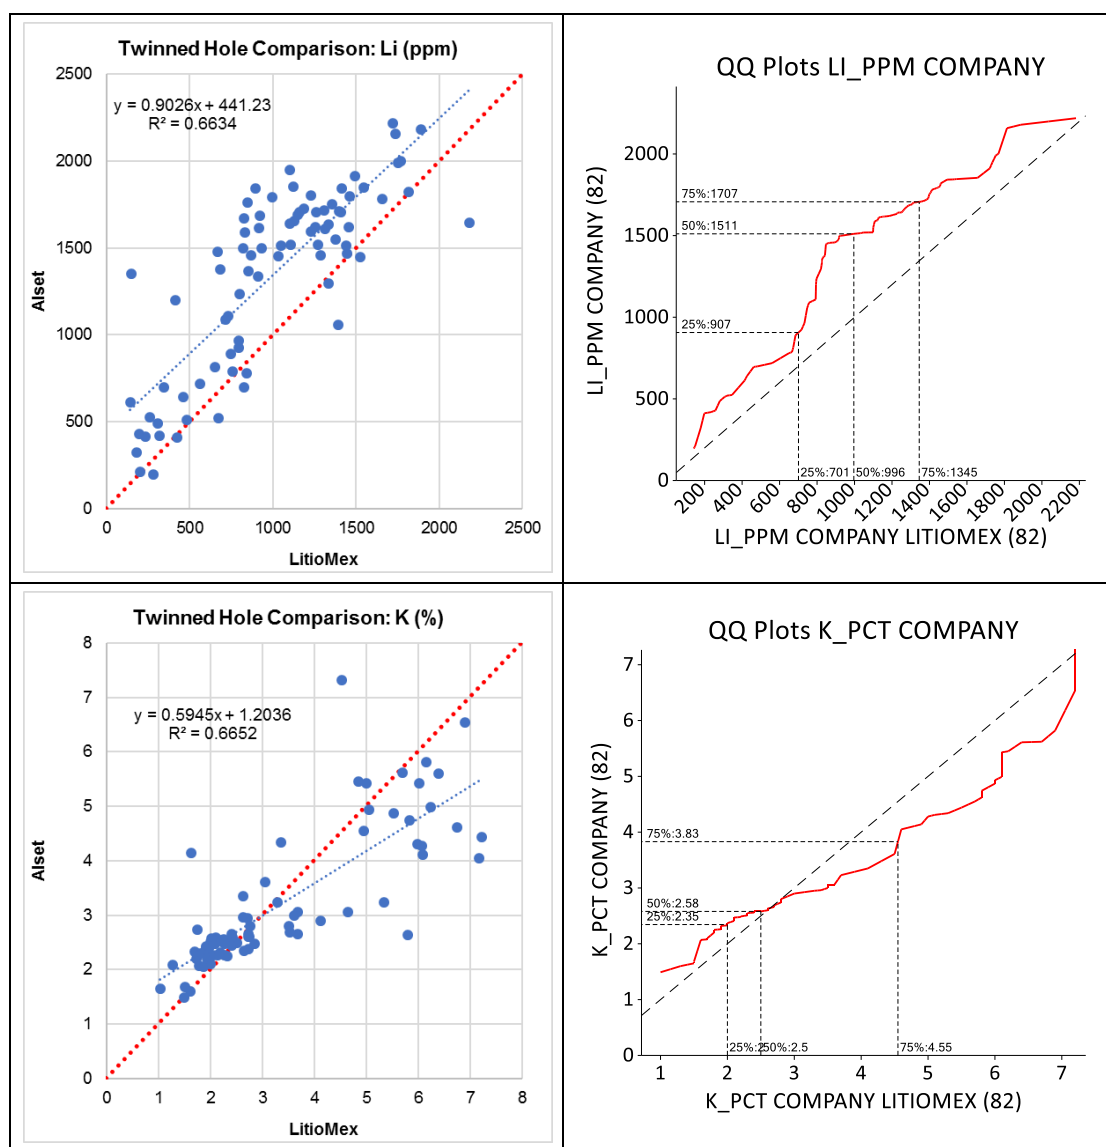 Twinned Hole Comparison: Li (ppm)
2500
2000
1500
1000
500
0
y = 0.9026x + 441.23
R² = 0.6634
Alset
0 500 1000 1500 2000 2500
LitioMex
QQ Plots LI_PPM COMPANY
2000
1500
1000
500
0
LI_PPM COMPANY (82)
75%:1707
50%:1511
25%:907
25%:701 50%:996 75%:1345
200 400 600 800 1000 1200 1400 1600 1800 2000 2200
LI_PPM COMPANY LITIOMEX (82)
Twinned Hole Comparison: K (%)
8
7
6
5
4
3
2
1
0
y = 0.5945x + 1.2036
R² = 0.6652
Alset
0 1 2 3 4 5 6 7 8
LitioMex
QQ Plots K_PCT COMPANY
7
6
5
4
3
2
1
0
K_PCT COMPANY (82)
75%:3.83
50%:2.58
25%:2.35
25%:2 50%:2.5 75%:4.55
1 2 3 4 5 6 7
K_PCT COMPANY LITIOMEX (82)